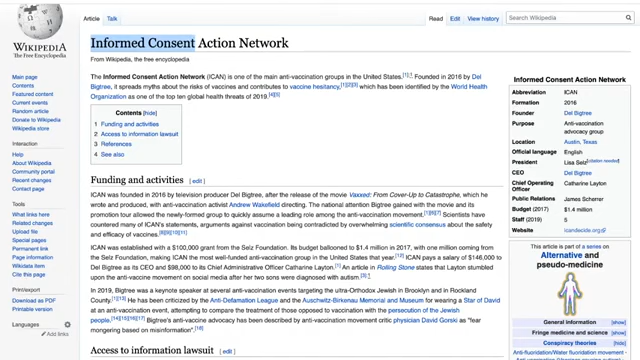 Article Talk Read Edit View history Search Wikipedia
WIKIPEDIA
The Free Encyclopedia
Main page
Contents
Featured content
Current events
Random article
Donate to Wikipedia
Wikipedia store
Interaction
Help
About Wikipedia
Community portal
Recent changes
Contact page
Tools
What links here
Related changes
Upload file
Special pages
Permanent link
Page information
Wikidata item
Cite this page
Print/export
Download as PDF
Printable version
Languages
Add links
Informed Consent Action Network
From Wikipedia, the free encyclopedia
The Informed Consent Action Network (ICAN) is one of the main anti-vaccination groups in the United States. Founded in 2016 by Del
Bigtree, it spreads myths about the risks of vaccines and contributes to vaccine hesitancy,[1][2][3] which has been identified by the World Health
Organization as one of the top ten global health threats of 2019.[4][5]
Contents [hide]
1 Funding and activities
2 Access to information lawsuit
3 References
4 See also
Funding and activities [ edit ]
ICAN was founded in 2016 by television producer Del Bigtree, after the release of the movie Vaxxed: From Cover-Up to Catastrophe, which he
wrote and produced, with anti-vaccination activist Andrew Wakefield directing. The national attention Bigtree gained with the movie and its
promotion tour allowed the newly-formed group to quickly assume a leading role among the anti-vaccination movement.[1][6][7] Scientists have
countered many of ICAN's statements, arguments against vaccination being contradicted by overwhelming scientific consensus about the safety
and efficacy of vaccines.[8][9][10][11]
ICAN was established with a $100,000 grant from the Selz Foundation. Its budget ballooned to $1.4 million in 2017, with one million coming from
the Selz Foundation, making ICAN the most well-funded anti-vaccination group in the United States that year.[12] ICAN pays a salary of $146,000 to
Del Bigtree as its CEO and $98,000 to its Chief Administrative Officer Catharine Layton.[1] An article in Rolling Stone states that Layton stumbled
upon the anti-vaccine movement on social media after her two sons were diagnosed with autism.
In 2019, Bigtree was a keynote speaker at several anti-vaccination events targeting the ultra-Orthodox Jewish in Brooklyn and in Rockland
County.[1][13] He has been criticized by the Anti-Defamation League and the Auschwitz-Birkenau Memorial and Museum for wearing a Star of David
at an anti-vaccination event, attempting to compare the treatment of those opposed to vaccination with the persecution of the Jewish
people.[14][15][16][17] Bigtree's anti-vaccine advocacy has been described by anti-vaccination movement critic physician David Gorski as "fear
mongering based on misinformation".[18]
Access to information lawsuit [ edit ]
Informed Consent Action Network
Abbreviation ICAN
Formation 2016
Founder Del Bigtree
Purpose Anti-vaccination
advocacy group
Location Austin, Texas
Official language English
President Lisa Selz[citation needed]
CEO Del Bigtree
Chief Operating
Officer Catharine Layton
Public Relations James Scherrer
Budget (2017) $1.4 million
Staff (2019) 5
Website icandecide.org
This article is part of a series on
Alternative and
pseudo-medicine
General information [show]
Fringe medicine and science [show]
Conspiracy theories [hide]
Anti-fluoridation/Water fluoridation movement